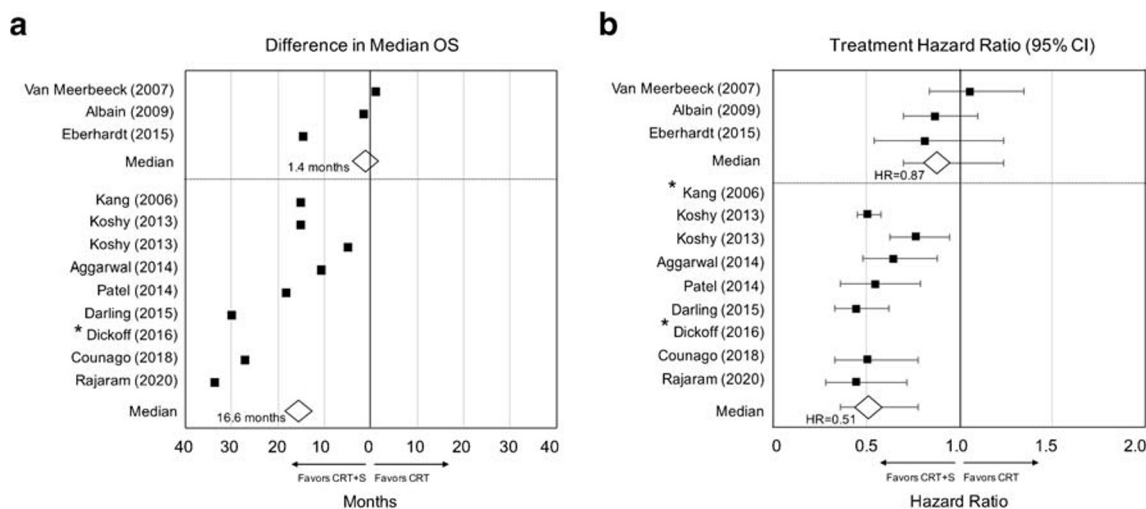 a
Difference in Median OS
Van Meerbeeck (2007)
Albain (2009)
Eberhardt (2015)
Median
1.4 months
Kang (2006)
Koshy (2013)
Koshy (2013)
Aggarwal (2014)
Patel (2014)
Darling (2015)
* Dickoff (2016)
Counago (2018)
Rajaram (2020)
Median
16.6 months
40 30 20 10 0 10 20 30 40
Favors CRT+S Favors CRT
Months
b
Treatment Hazard Ratio (95% CI)
Van Meerbeeck (2007)
Albain (2009)
Eberhardt (2015)
Median
HR=0.87
* Kang (2006)
Koshy (2013)
Koshy (2013)
Aggarwal (2014)
Patel (2014)
Darling (2015)
* Dickoff (2016)
Counago (2018)
Rajaram (2020)
Median
HR=0.51
0 0.5 1.0 1.5 2.0
Favors CRT+S Favors CRT
Hazard Ratio